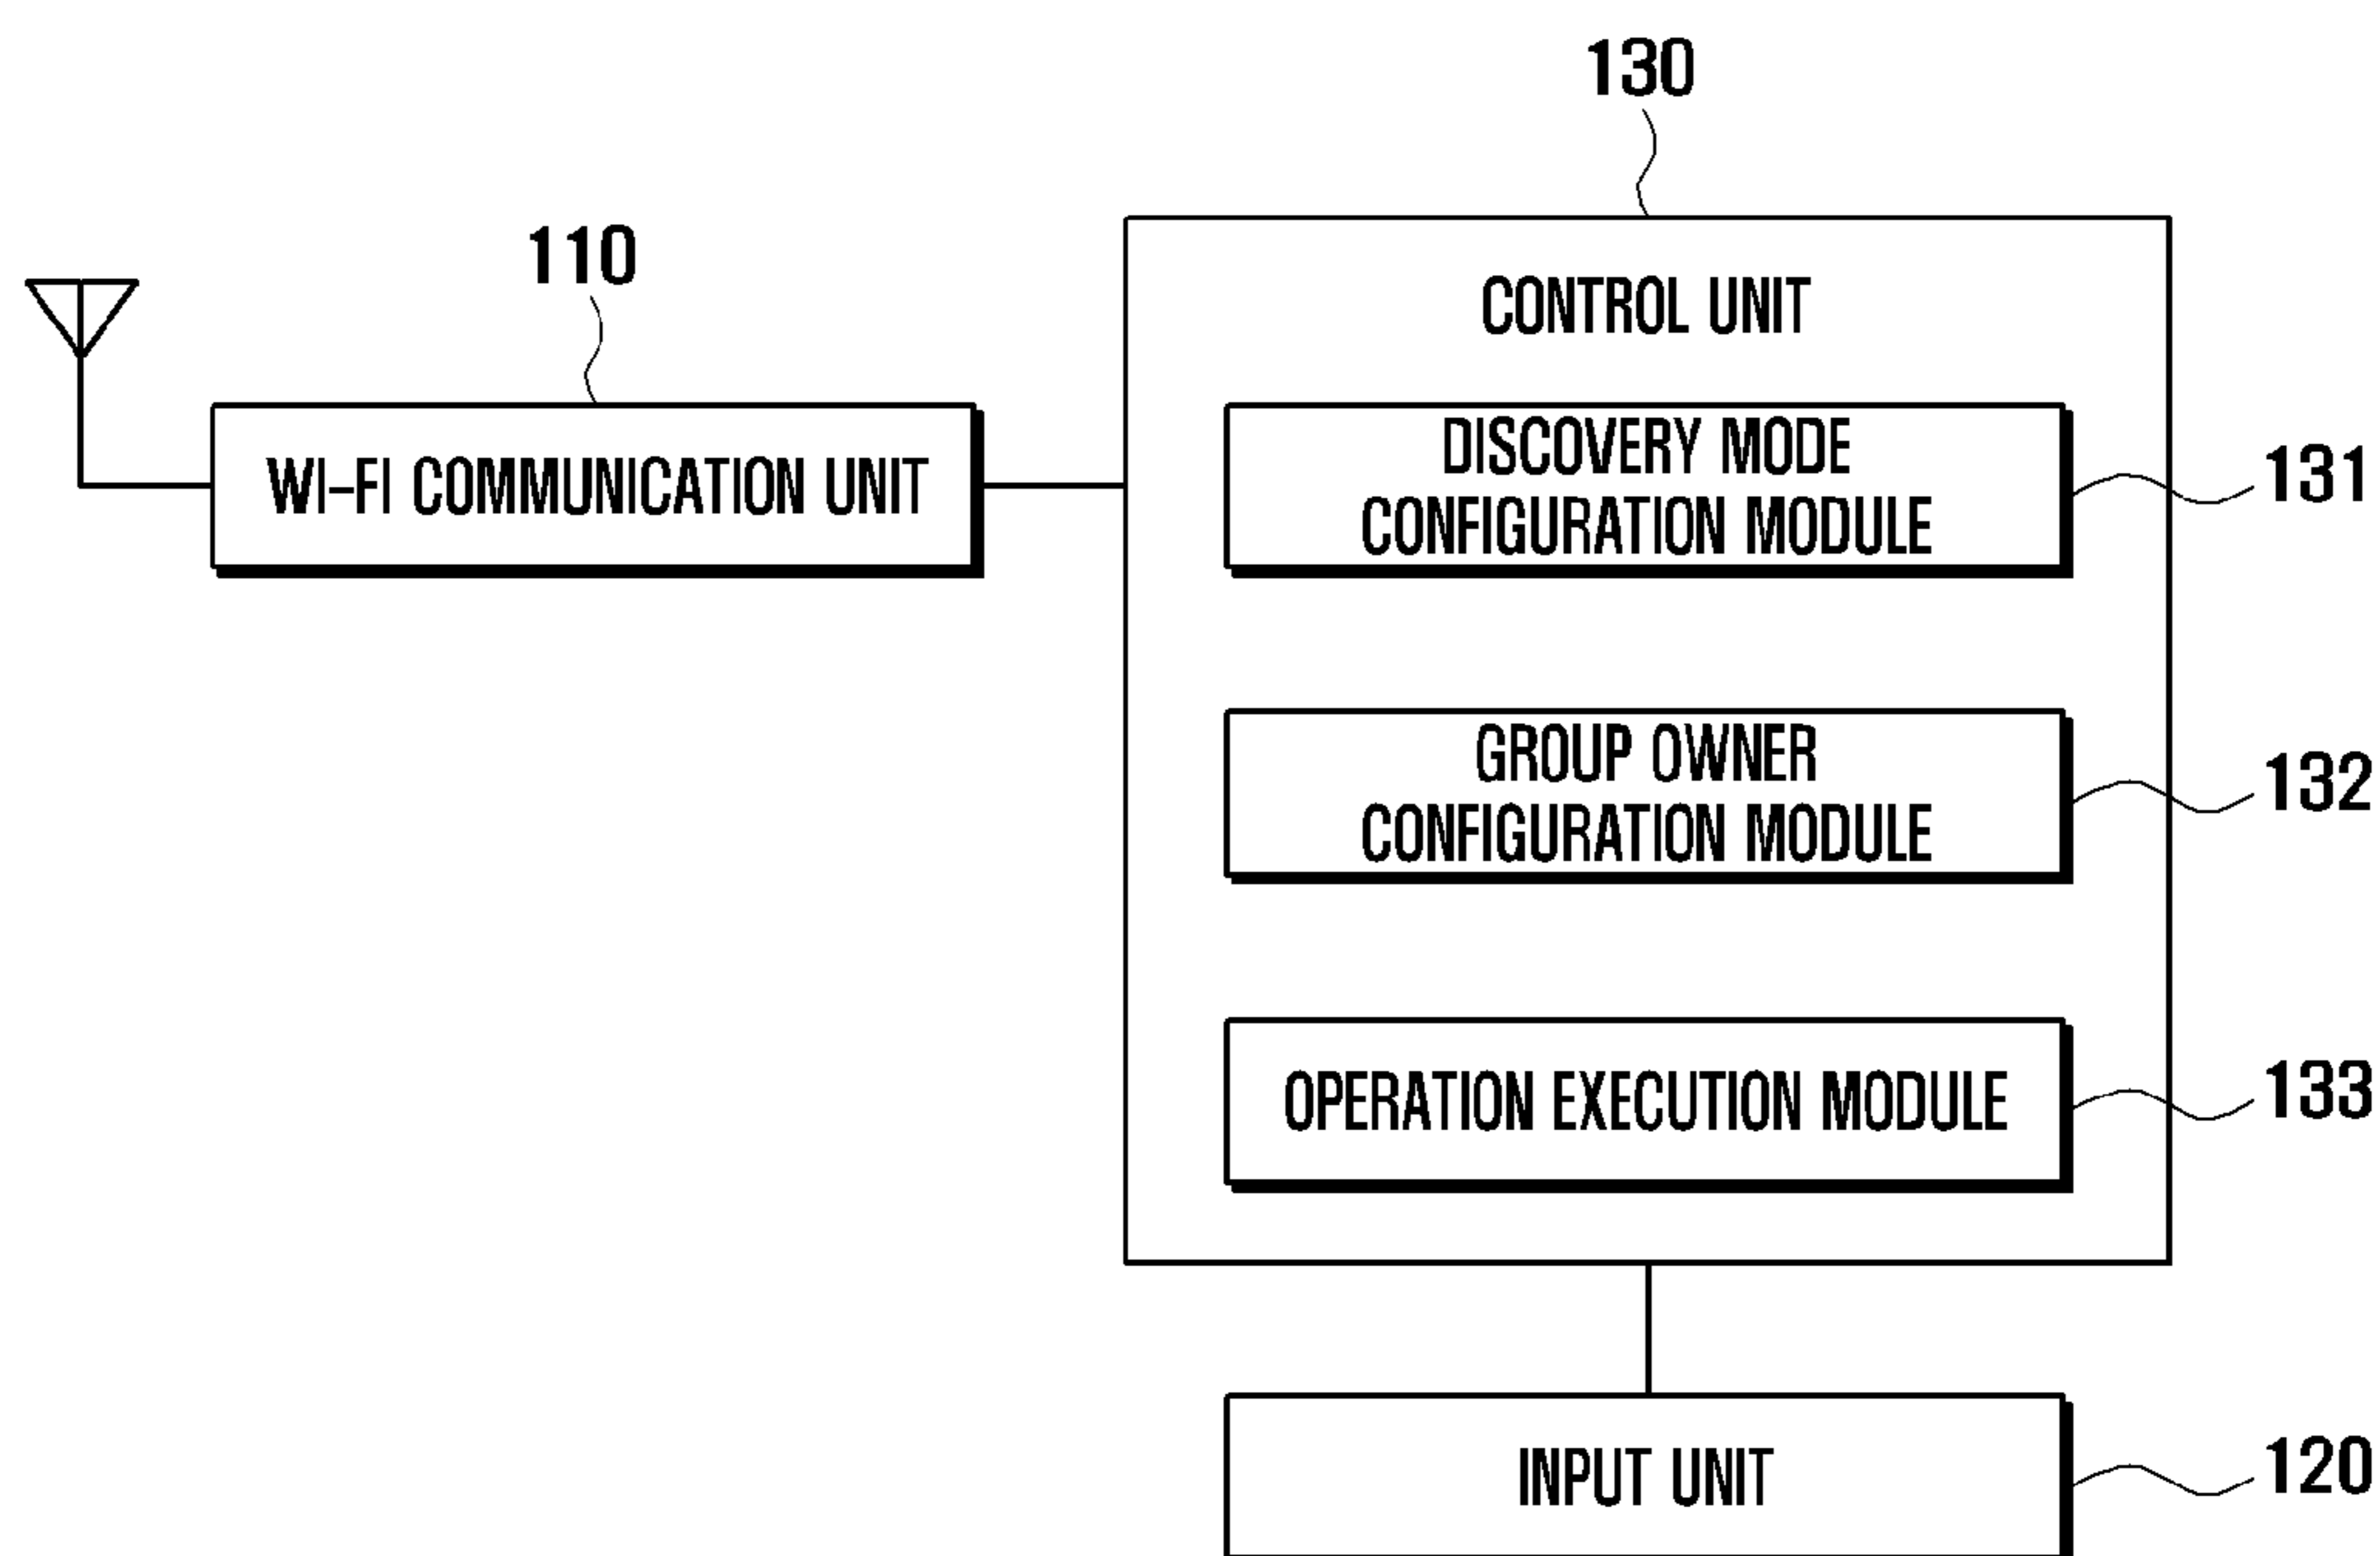 130
110
CONTROL UNIT
WI-FI COMMUNICATION UNIT
DISCOVERY MODE
CONFIGURATION MODULE
131
GROUP OWNER
CONFIGURATION MODULE
132
OPERATION EXECUTION MODULE
133
INPUT UNIT
120